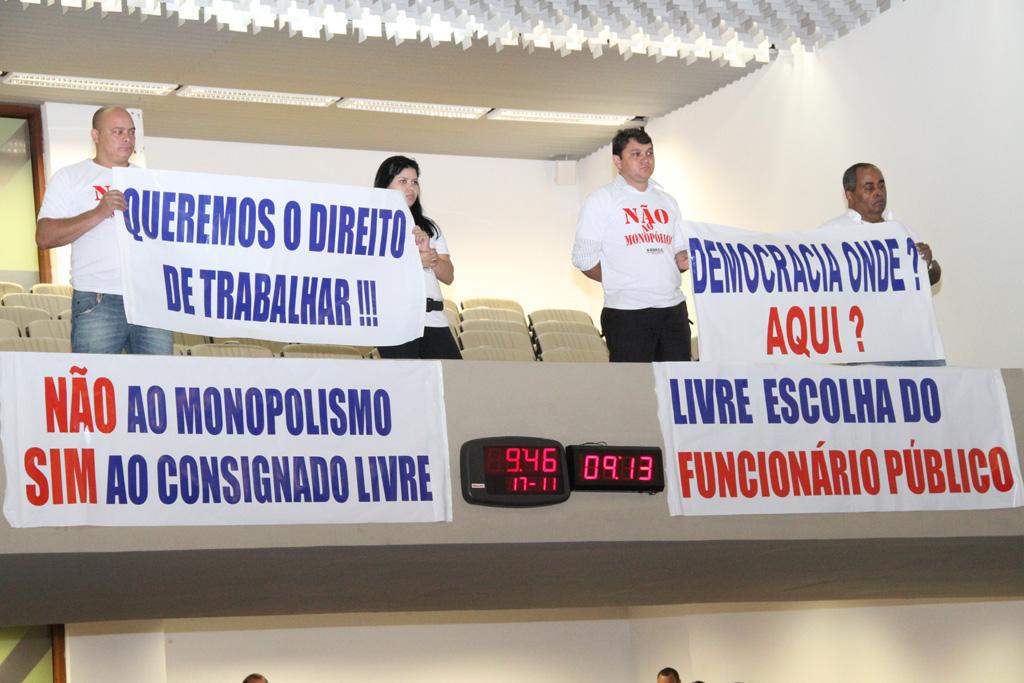 QUEREMOS O DIREITO
DE TRABALHAR !!!
NÃO
AO
MONOPÓLIO
DEMOCRACIA ONDE ?
AQUI ?
NÃO AO MONOPOLISMO
SIM AO CONSIGNADO LIVRE
9:46
17-11
09:13
LIVRE ESCOLHA DO
FUNCIONÁRIO PÚBLICO